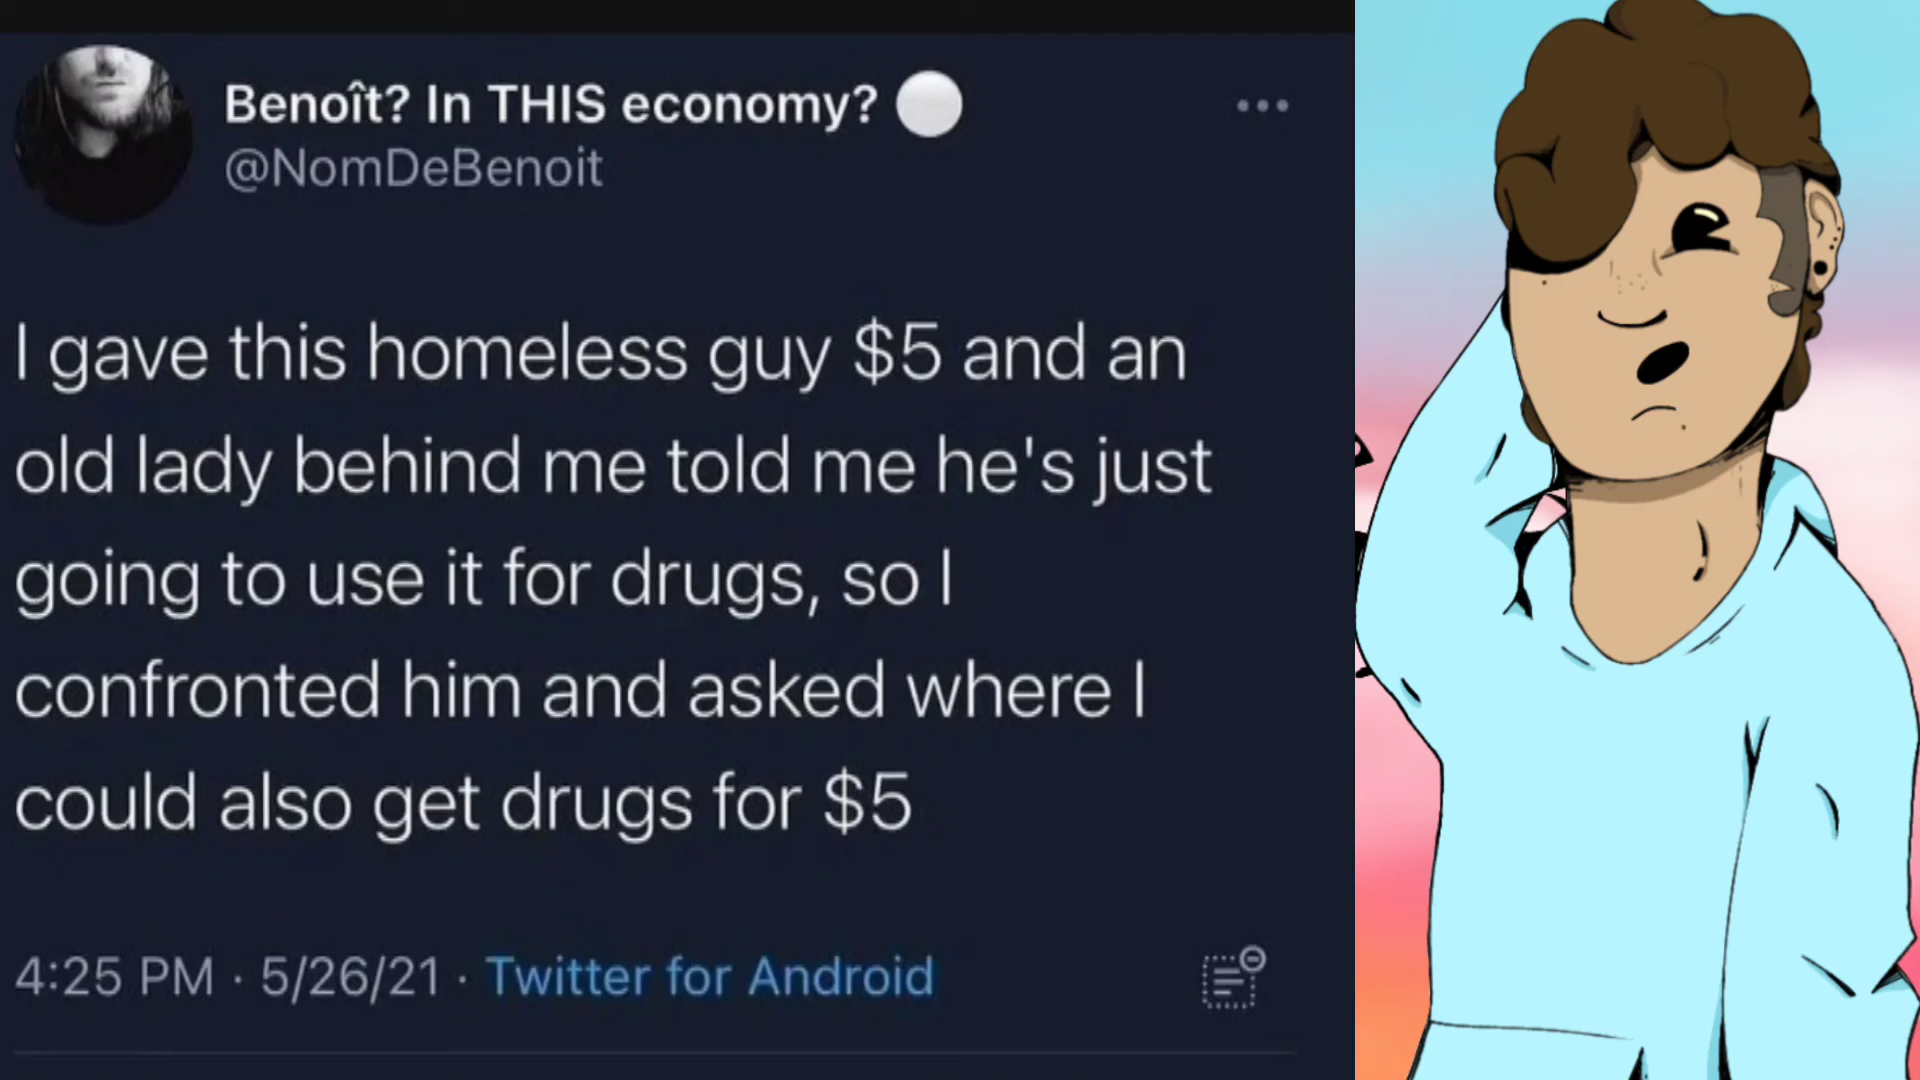 Benoît? In THIS economy?
@NomDeBenoit
I gave this homeless guy $5 and an
old lady behind me told me he's just
going to use it for drugs, so I
confronted him and asked where I
could also get drugs for $5
4:25 PM · 5/26/21 · Twitter for Android